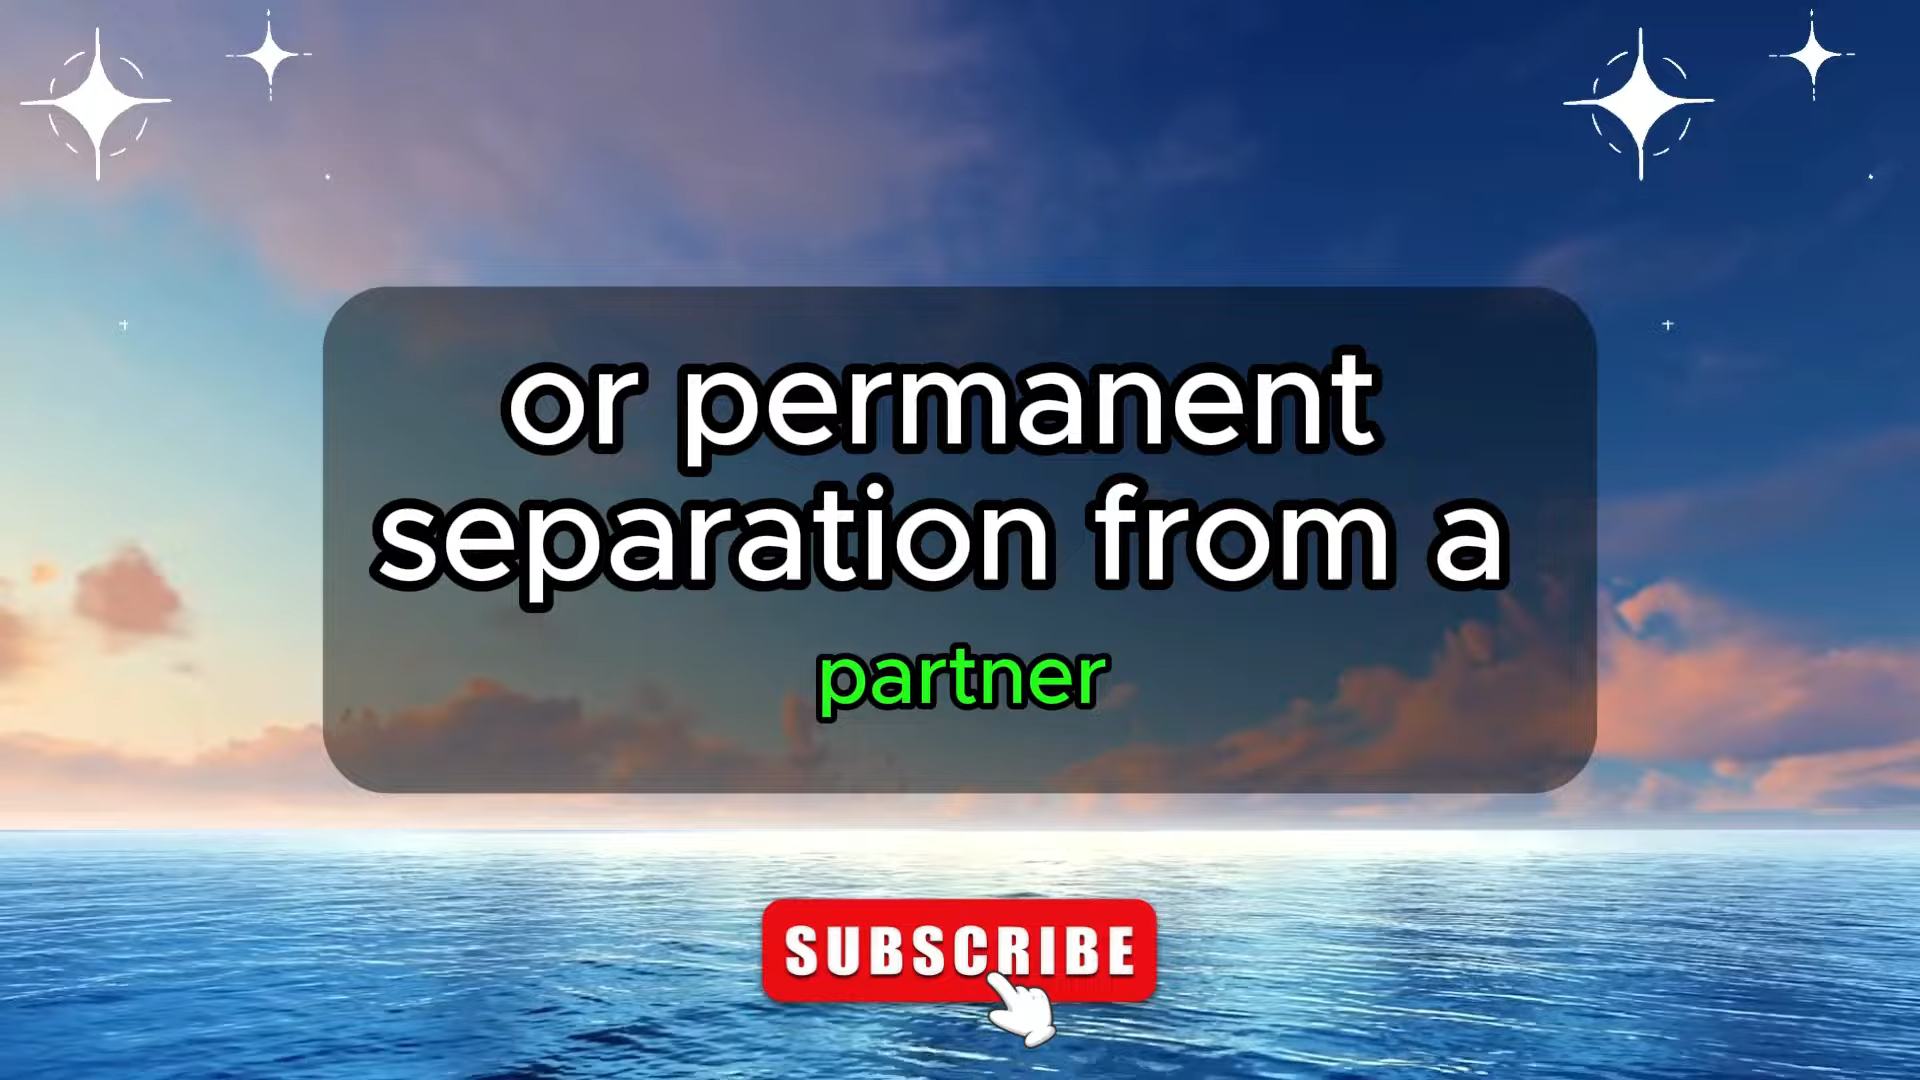 or permanent
separation from a
partner
SUBSCRIBE